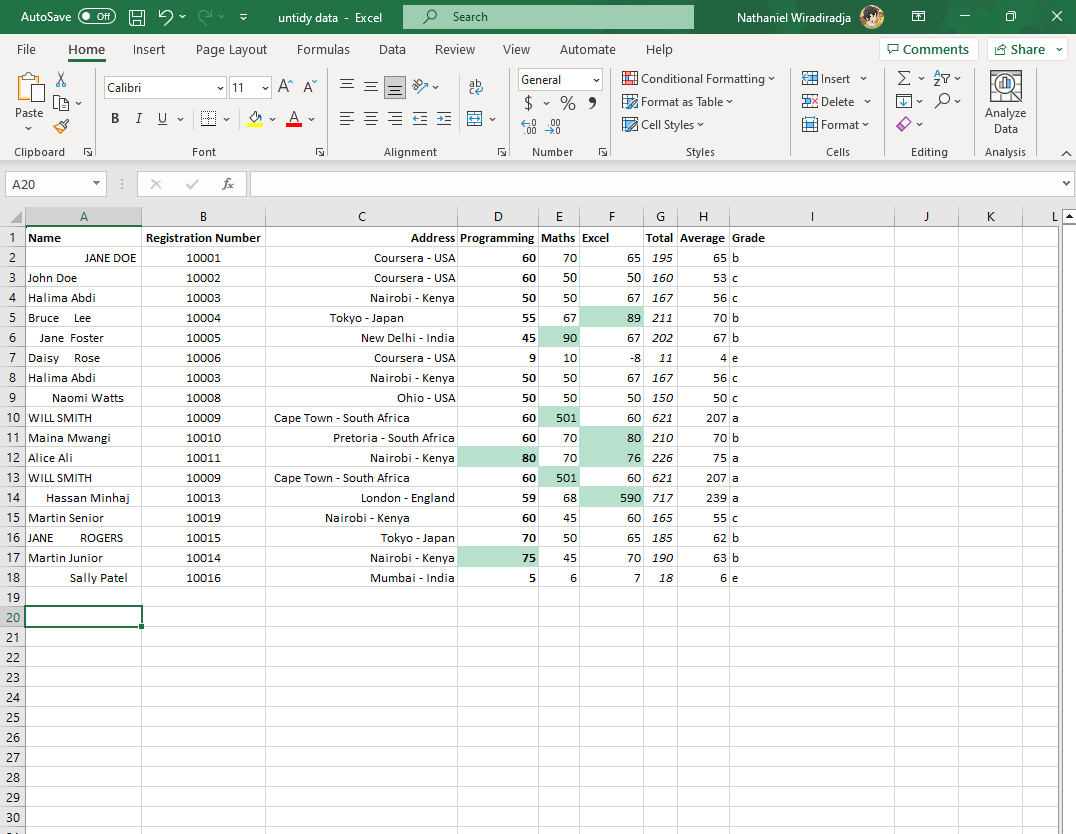 AutoSave Off untidy data - Excel Search Nathaniel Wiradiradja
File Home Insert Page Layout Formulas Data Review View Automate Help Comments Share
Paste
Clipboard
Calibri 11
B I U A
Font
ab
Alignment
General
$ % 9
Number
Conditional Formatting
Format as Table
Cell Styles
Styles
Insert
Delete
Format
Cells
Editing
Analyze Data
Analysis
A20 fx
A B C D E F G H I J K L
1 Name Registration Number Address Programming Maths Excel Total Average Grade
2 JANE DOE 10001 Coursera - USA 60 70 65 195 65 b
3 John Doe 10002 Coursera - USA 60 50 50 160 53 c
4 Halima Abdi 10003 Nairobi - Kenya 50 50 67 167 56 c
5 Bruce Lee 10004 Tokyo - Japan 55 67 89 211 70 b
6 Jane Foster 10005 New Delhi - India 45 90 67 202 67 b
7 Daisy Rose 10006 Coursera - USA 9 10 -8 11 4 e
8 Halima Abdi 10003 Nairobi - Kenya 50 50 67 167 56 c
9 Naomi Watts 10008 Ohio - USA 50 50 50 150 50 c
10 WILL SMITH 10009 Cape Town - South Africa 60 501 60 621 207 a
11 Maina Mwangi 10010 Pretoria - South Africa 60 70 80 210 70 b
12 Alice Ali 10011 Nairobi - Kenya 80 70 76 226 75 a
13 WILL SMITH 10009 Cape Town - South Africa 60 501 60 621 207 a
14 Hassan Minhaj 10013 London - England 59 68 590 717 239 a
15 Martin Senior 10019 Nairobi - Kenya 60 45 60 165 55 c
16 JANE ROGERS 10015 Tokyo - Japan 70 50 65 185 62 b
17 Martin Junior 10014 Nairobi - Kenya 75 45 70 190 63 b
18 Sally Patel 10016 Mumbai - India 5 6 7 18 6 e
19
20
21
22
23
24
25
26
27
28
29
30